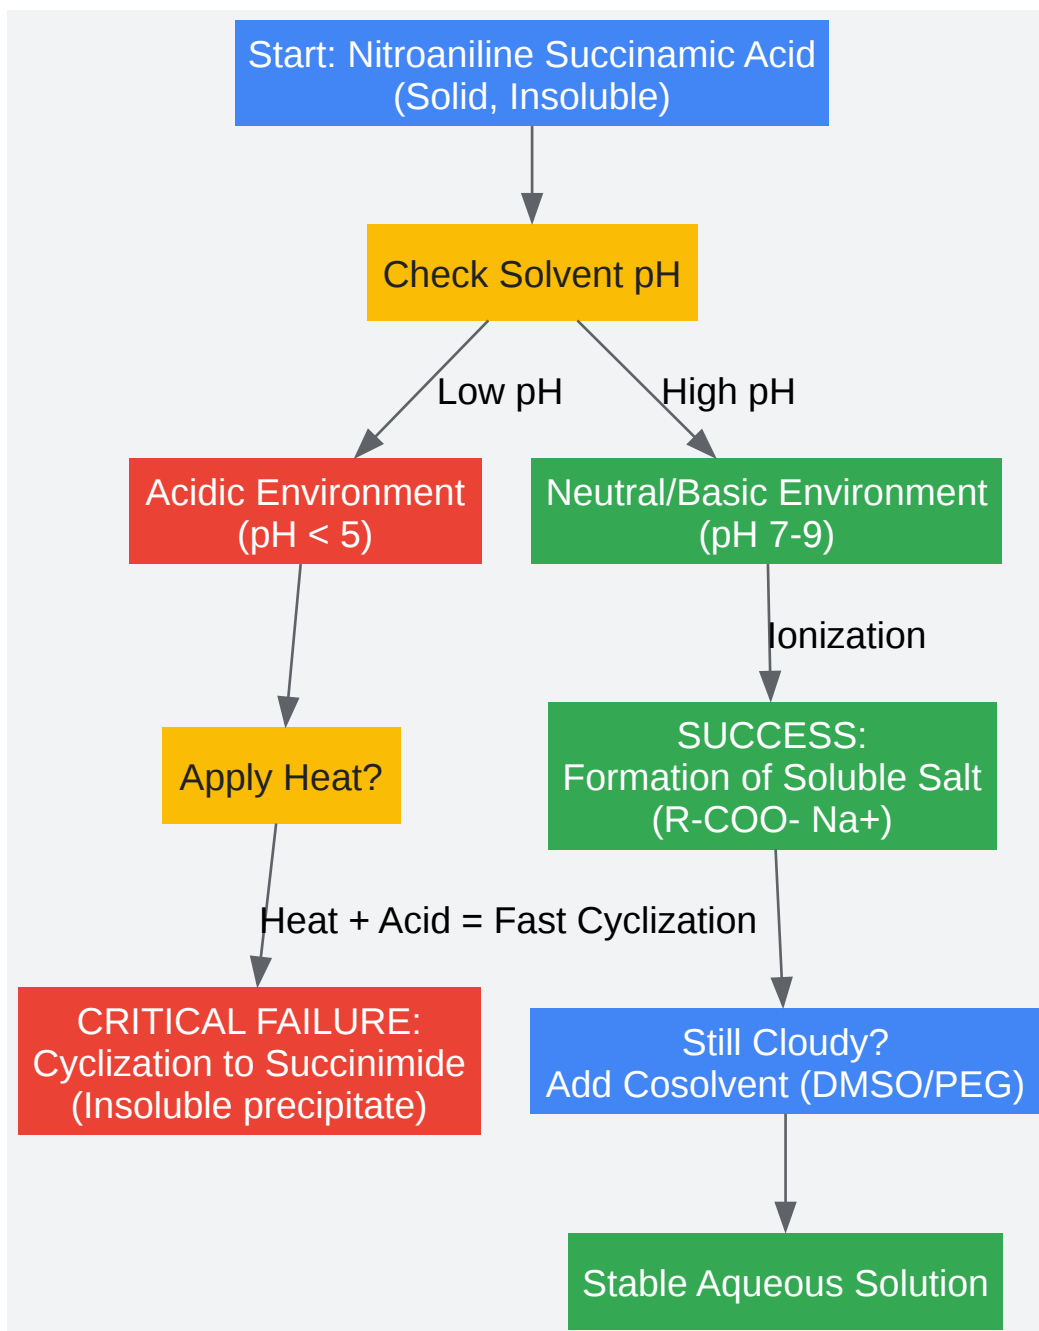 Start: Nitroaniline Succinamic Acid
(Solid, Insoluble)
Check Solvent pH
Low pH
High pH
Acidic Environment
(pH < 5)
Neutral/Basic Environment
(pH 7-9)
Ionization
Apply Heat?
SUCCESS:
Formation of Soluble Salt
(R-COO- Na+)
Heat + Acid = Fast Cyclization
CRITICAL FAILURE:
Cyclization to Succinimide
(Insoluble precipitate)
Still Cloudy?
Add Cosolvent (DMSO/PEG)
Stable Aqueous Solution